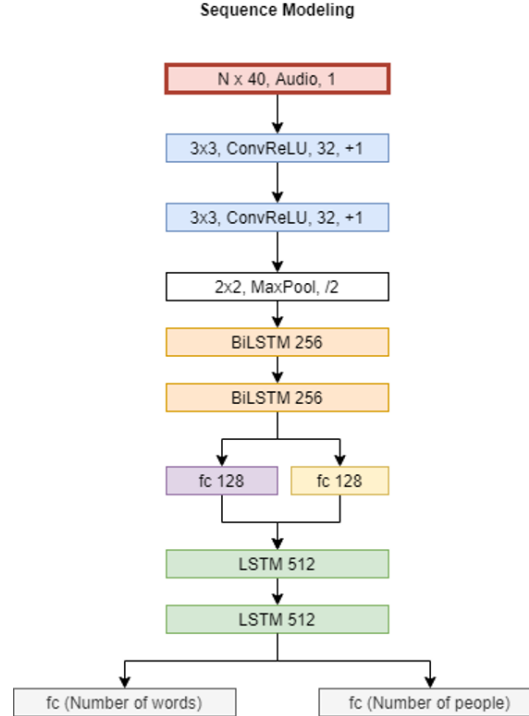 Sequence Modeling
N x 40, Audio, 1
3x3, ConvReLU, 32, +1
3x3, ConvReLU, 32, +1
2x2, MaxPool, /2
BiLSTM 256
BiLSTM 256
fc 128
fc 128
LSTM 512
LSTM 512
fc (Number of words)
fc (Number of people)